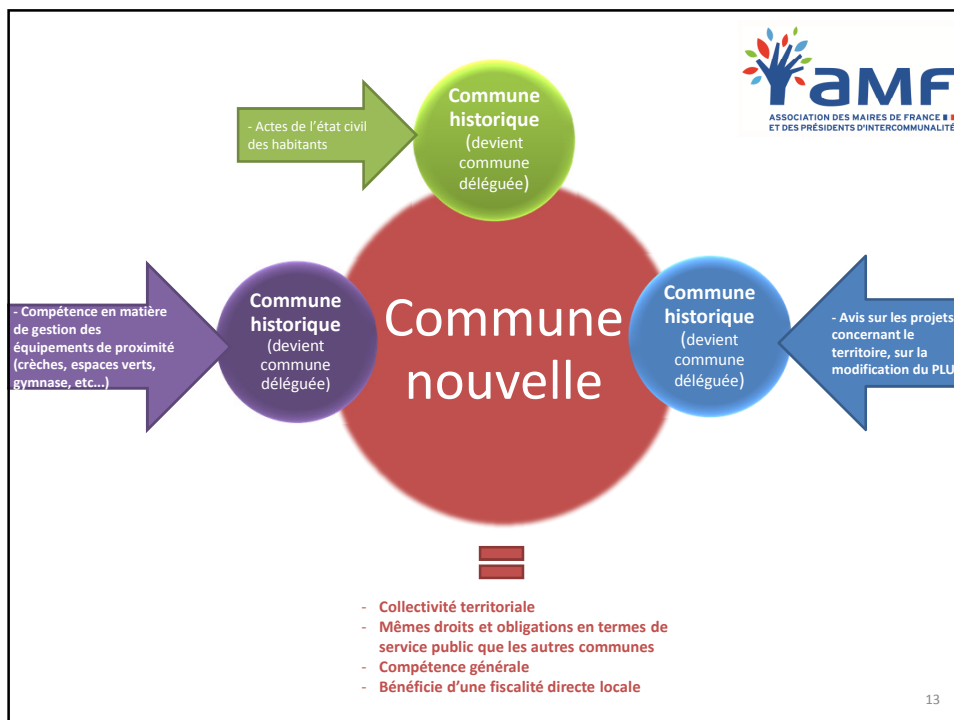 aMF
ASSOCIATION DES MAIRES DE FRANCE
ET DES PRÉSIDENTS D'INTERCOMMUNALITÉ
Commune
historique
(devient
commune
déléguée)
- Actes de l'état civil
des habitants
- Compétence en matière
de gestion des
équipements de proximité
(crèches, espaces verts,
gymnase, etc...)
Commune
historique
(devient
commune
déléguée)
Commune
nouvelle
Commune
historique
(devient
commune
déléguée)
- Avis sur les projets
concernant le
territoire, sur la
modification du PLU
- Collectivité territoriale
- Mêmes droits et obligations en termes de
service public que les autres communes
- Compétence générale
- Bénéficie d'une fiscalité directe locale
13